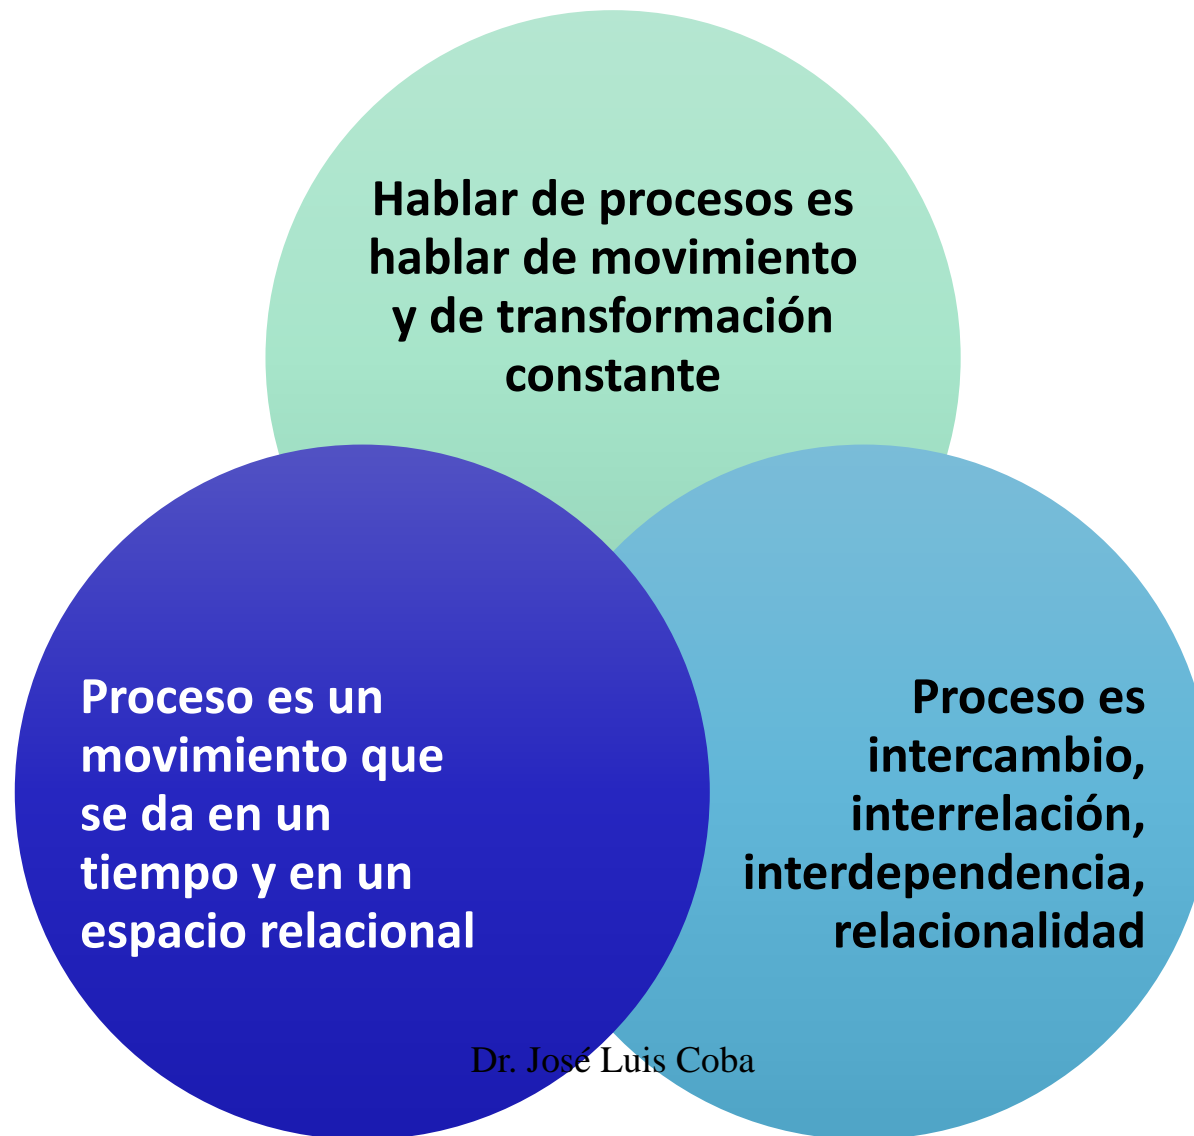 Hablar de procesos es
hablar de movimiento
y de transformación
constante
Proceso es un
movimiento que
se da en un
tiempo y en un
espacio relacional
Proceso es
intercambio,
interrelación,
interdependencia,
relacionalidad
Dr. José Luis Coba